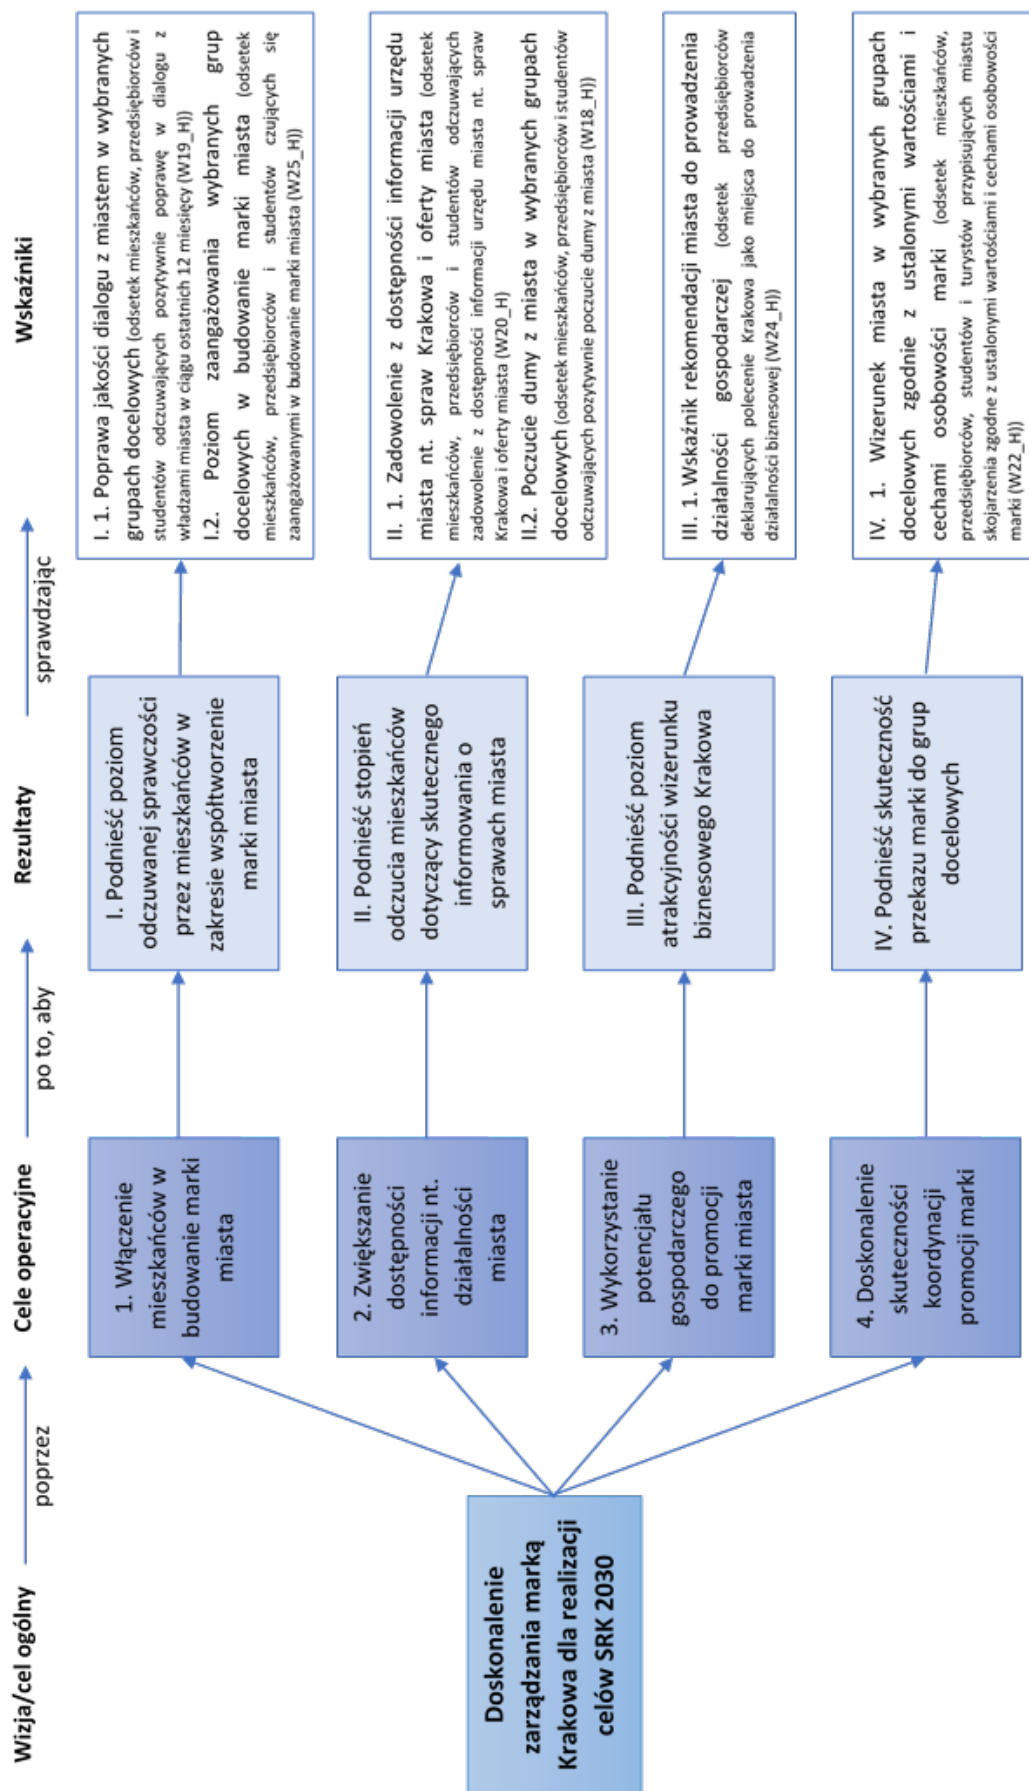 Wizja/cel ogólny
poprzez
Cele operacyjne
po to, aby
Rezultaty
sprawdzając
Wskaźniki
Doskonalenie
zarządzania marką
Krakowa dla realizacji
celów SRK 2030
1. Włączenie
mieszkańców w
budowanie marki
miasta
I. Podnieść poziom
odczuwanej sprawczości
przez mieszkańców w
zakresie współtworzenie
marki miasta
I. 1. Poprawa jakości dialogu z miastem w wybranych
grupach docelowych (odsetek mieszkańców, przedsiębiorców i
studentów odczuwających pozytywnie poprawę w dialogu z
władzami miasta w ciągu ostatnich 12 miesięcy (W19_H)
I.2. Poziom zaangażowania wybranych grup
docelowych w budowanie marki miasta (odsetek
mieszkańców, przedsiębiorców i studentów czujących się
zaangażowanymi w budowanie marki miasta (W25_H))
2. Zwiększanie
dostępności
informacji nt.
działalności
miasta
II. Podnieść stopień
odczucia mieszkańców
dotyczący skutecznego
informowania o
sprawach miasta
II. 1. Zadowolenie z dostępności informacji urzędu
miasta nt. spraw Krakowa i oferty miasta (odsetek
mieszkańców, przedsiębiorców i studentów odczuwających
zadowolenie z dostępności informacji urzędu miasta nt. spraw
Krakowa i oferty miasta (W20_H)
II.2. Poczucie dumy z miasta w wybranych grupach
docelowych (odsetek mieszkańców, przedsiębiorców i studentów
odczuwających pozytywnie poczucie dumy z miasta (W18_H))
3. Wykorzystanie
potencjału
gospodarczego
do promocji
marki miasta
III. Podnieść poziom
atrakcyjności wizerunku
biznesowego Krakowa
III. 1. Wskaźnik rekomendacji miasta do prowadzenia
działalności gospodarczej (odsetek przedsiębiorców
deklarujących polecenie Krakowa jako miejsca do prowadzenia
działalności biznesowej (W24_H))
4. Doskonalenie
skuteczności
koordynacji
promocji marki
IV. Podnieść skuteczność
przekazu marki do grup
docelowych
IV. 1. Wizerunek miasta w wybranych grupach
docelowych zgodnie z ustalonymi wartościami i
cechami osobowości marki (odsetek mieszkańców,
przedsiębiorców, studentów i turystów przypisujących miastu
skojarzenia zgodne z ustalonymi wartościami i cechami osobowości
marki (W22_H))